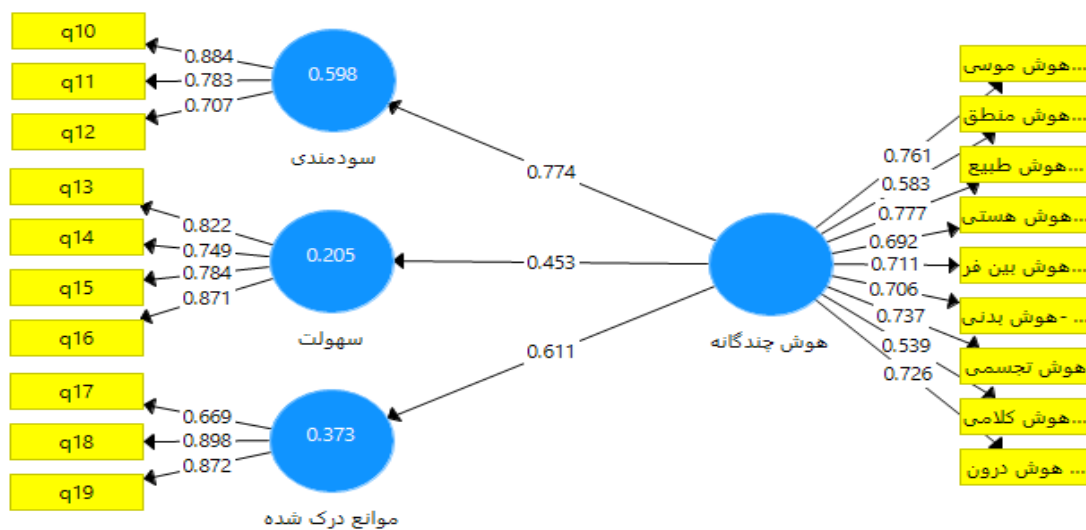 q10
q11
q12
0.884
0.783
0.707
0.598
سودمندی
q13
q14
q15
q16
0.822
0.749
0.784
0.871
0.205
سهولت
q17
q18
q19
0.669
0.898
0.872
0.373
موانع درک شده
0.774
0.453
0.611
هوش چندگانه
0.761
0.583
0.777
0.692
0.711
0.706
0.737
0.539
0.726
هوش موسی...
هوش منطق...
هوش طبیع...
هوش هستی...
هوش بین فر...
هوش بدنی- ...
هوش تجسمی
هوش کلامی...
هوش درون ...